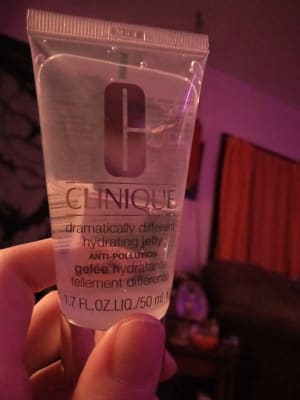 CLINIQUE
dramatically different
hydrating jelly
ANTI-POLLUTION
gelée hydratante
tellement différente
1.7 FL.OZ.LIQ./50 ml